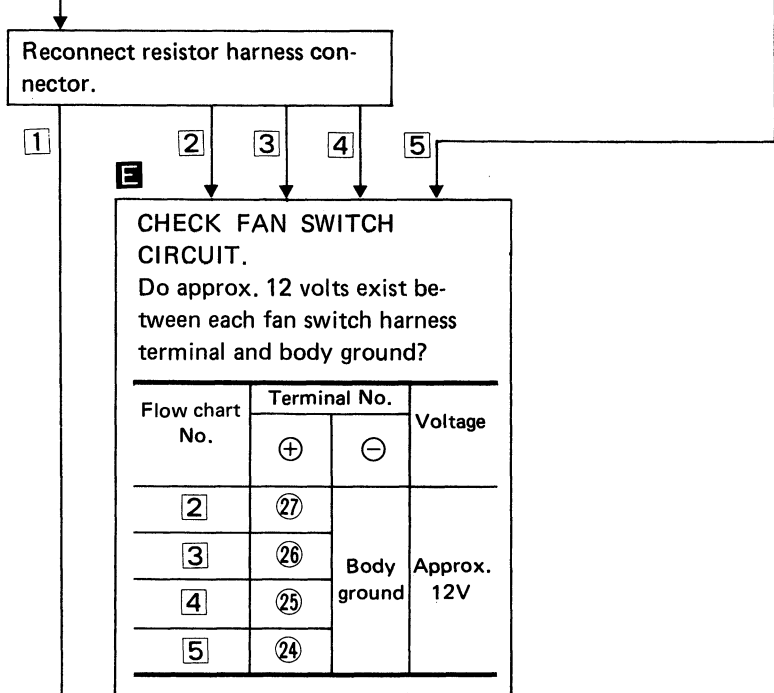 Reconnect resistor harness con-
nector.
1 2 3 4 5
E
CHECK FAN SWITCH
CIRCUIT.
Do approx. 12 volts exist be-
tween each fan switch harness
terminal and body ground?
Flow chart
No.
Terminal No.
⊕ ⊖
Voltage
2 27
3 26
4 25
5 24
Body
ground
Approx.
12V